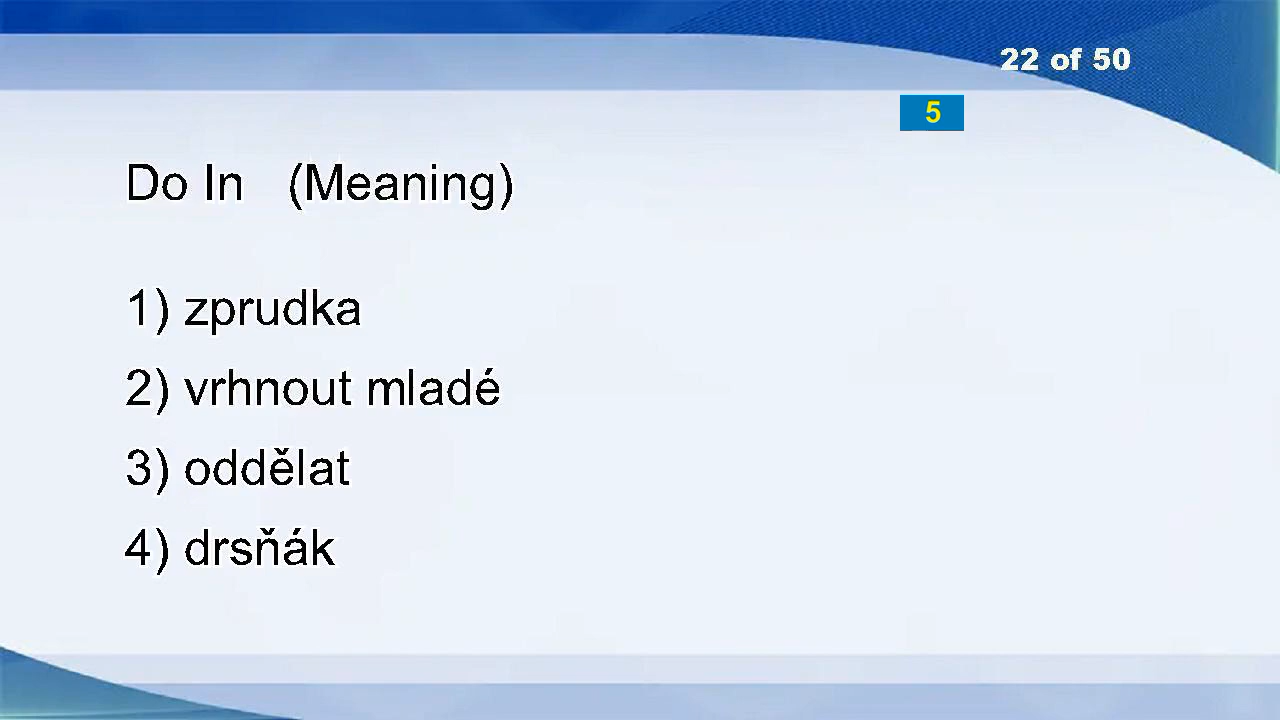 22 of 50
5
Do In (Meaning)
1) zprudka
2) vrhnout mladé
3) oddělat
4) drsňák